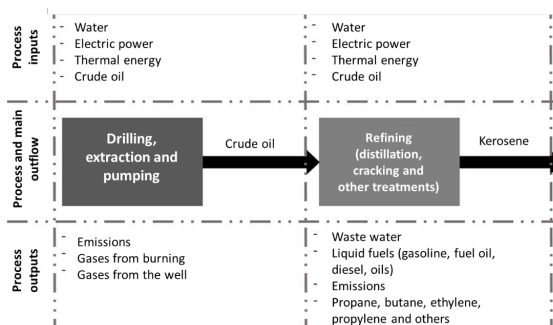 Process
inputs
- Water
- Electric power
- Thermal energy
- Crude oil
- Water
- Electric power
- Thermal energy
- Crude oil
Process and main
outflow
Drilling,
extraction and
pumping
Crude oil
Refining
(distillation,
cracking and
other treatments)
Kerosene
Process
outputs
- Emissions
- Gases from burning
- Gases from the well
- Waste water
- Liquid fuels (gasoline, fuel oil,
diesel, oils)
- Emissions
- Propane, butane, ethylene,
propylene and others